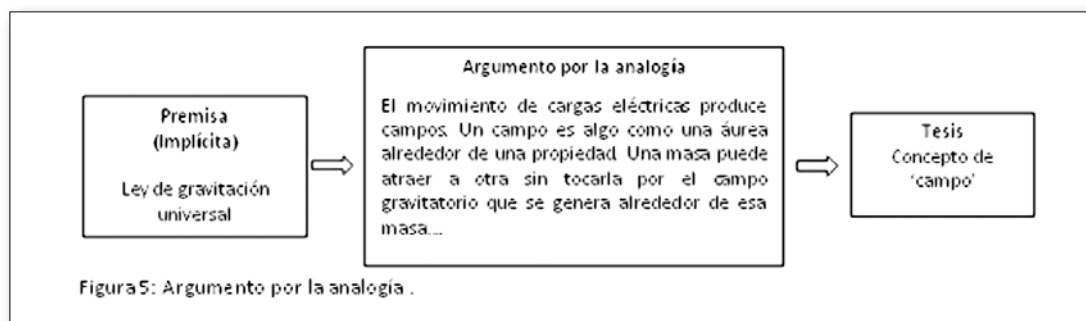 Premisa
(Implícita)
Ley de gravitación
universal
Argumento por la analogía
El movimiento de cargas eléctricas produce
campos. Un campo es algo como una áurea
alrededor de una propiedad. Una masa puede
atraer a otra sin tocarla por el campo
gravitatorio que se genera alrededor de esa
masa....
Tesis
Concepto de
‘campo’
Figura 5: Argumento por la analogía .